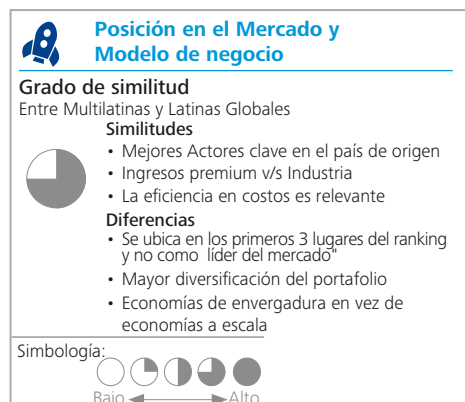 Posición en el Mercado y
Modelo de negocio
Grado de similitud
Entre Multilatinas y Latinas Globales
Similitudes
• Mejores Actores clave en el país de origen
• Ingresos premium v/s Industria
• La eficiencia en costos es relevante
Diferencias
• Se ubica en los primeros 3 lugares del ranking
y no como líder del mercado"
• Mayor diversificación del portafolio
• Economías de envergadura en vez de
economías a escala
Simbología:
Bajo Alto